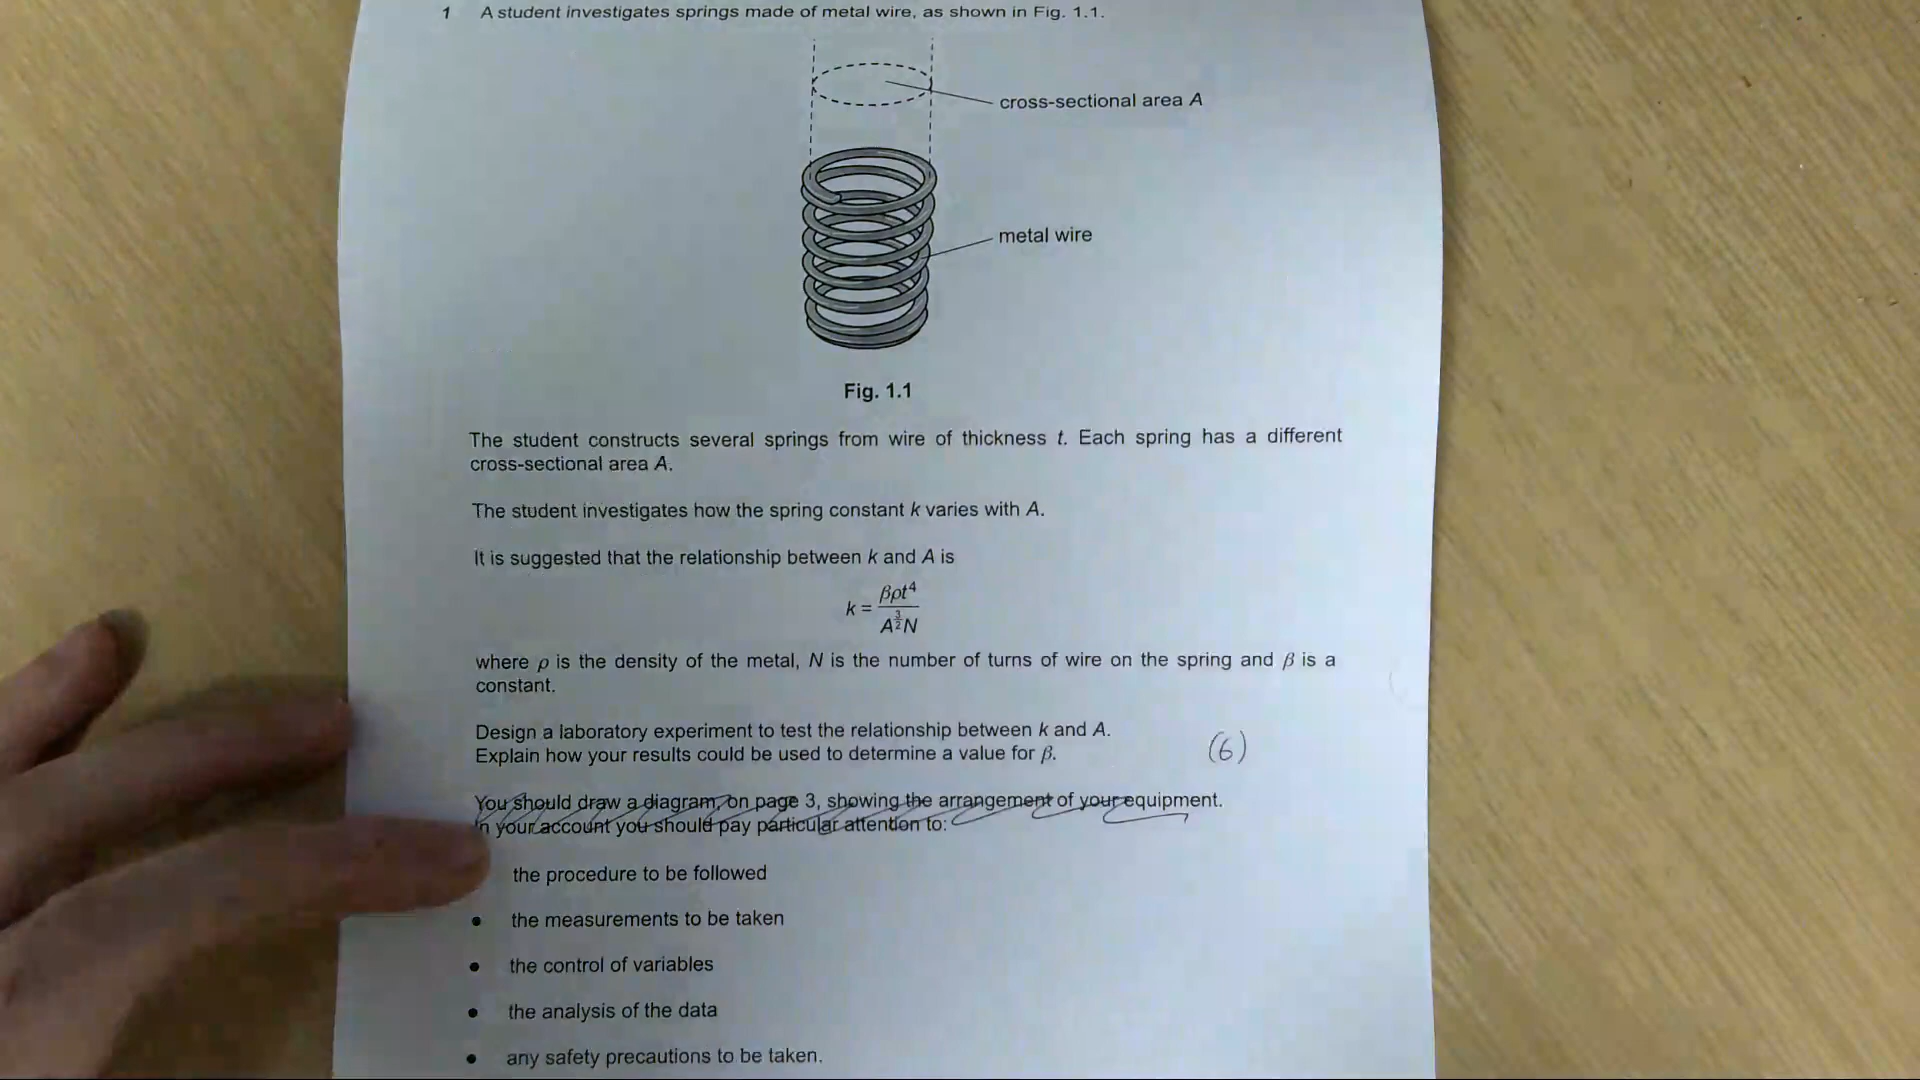 1 A student investigates springs made of metal wire, as shown in Fig. 1.1.
cross-sectional area A
metal wire
Fig. 1.1
The student constructs several springs from wire of thickness t. Each spring has a different
cross-sectional area A.
The student investigates how the spring constant k varies with A.
It is suggested that the relationship between k and A is
k = βρt⁴ / A^(3/2) N
where ρ is the density of the metal, N is the number of turns of wire on the spring and β is a
constant.
Design a laboratory experiment to test the relationship between k and A.
Explain how your results could be used to determine a value for β.
(6)
You should draw a diagram, on page 3, showing the arrangement of your equipment.
In your account you should pay particular attention to:
the procedure to be followed
• the measurements to be taken
• the control of variables
• the analysis of the data
• any safety precautions to be taken.